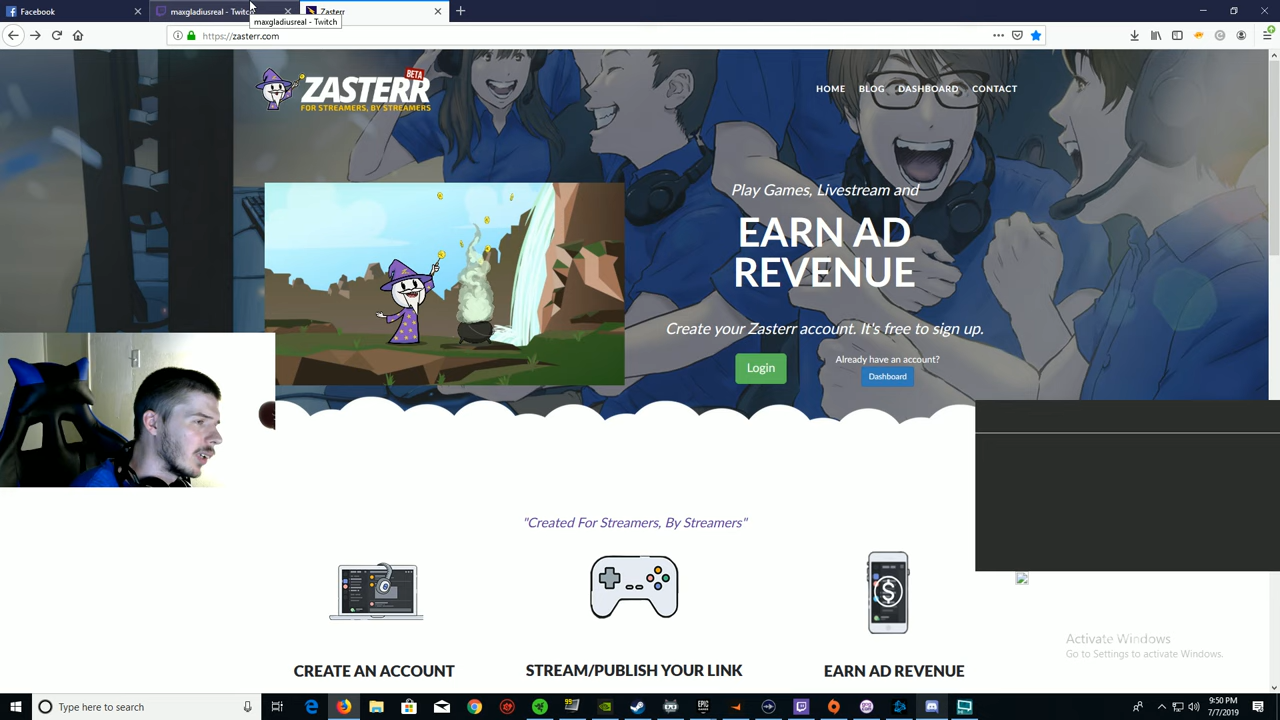 Facebook
maxgladiusreal - Twitch
Zasterr
maxgladiusreal - Twitch
https://zasterr.com
ZASTERR
BETA
FOR STREAMERS, BY STREAMERS
HOME BLOG DASHBOARD CONTACT
Play Games, Livestream and
EARN AD
REVENUE
Create your Zasterr account. It's free to sign up.
Login
Already have an account?
Dashboard
"Created For Streamers, By Streamers"
CREATE AN ACCOUNT
STREAM/PUBLISH YOUR LINK
EARN AD REVENUE
Activate Windows
Go to Settings to activate Windows.
Type here to search
99
EPIC
9:50 PM
7/7/2019